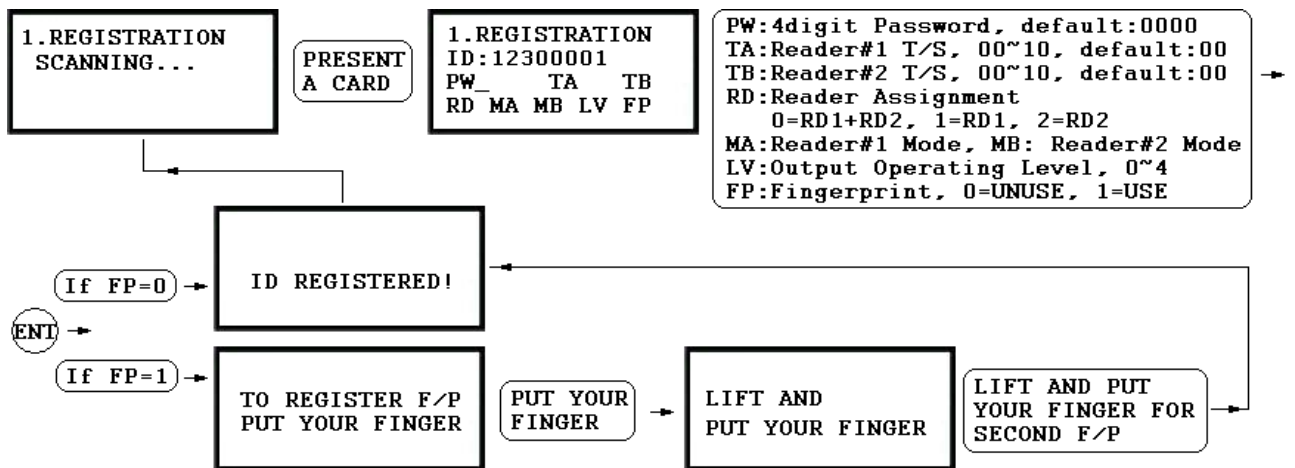 1.REGISTRATION
SCANNING...
PRESENT
A CARD
1.REGISTRATION
ID:12300001
PW_ TA TB
RD MA MB LV FP
PW:4digit Password, default:0000
TA:Reader#1 T/S, 00~10, default:00
TB:Reader#2 T/S, 00~10, default:00
RD:Reader Assignment
0=RD1+RD2, 1=RD1, 2=RD2
MA:Reader#1 Mode, MB: Reader#2 Mode
LV:Output Operating Level, 0~4
FP:Fingerprint, 0=UNUSE, 1=USE
If FP=0
ID REGISTERED!
ENT
If FP=1
TO REGISTER F/P
PUT YOUR FINGER
PUT YOUR
FINGER
LIFT AND
PUT YOUR FINGER
LIFT AND PUT
YOUR FINGER FOR
SECOND F/P